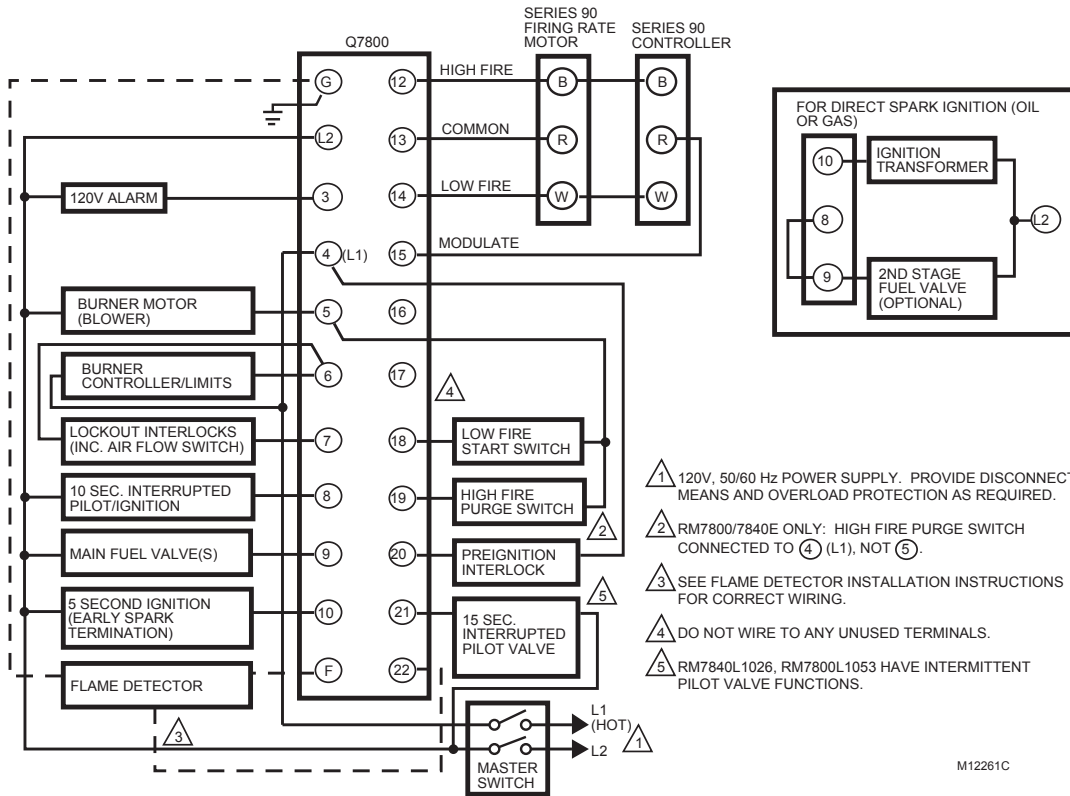 SERIES 90
FIRING RATE
MOTOR
SERIES 90
CONTROLLER
Q7800
G
L2
3
4
(L1)
5
6
7
8
9
10
F
12
13
14
15
16
17
18
19
20
21
22
HIGH FIRE
COMMON
LOW FIRE
MODULATE
B
R
W
B
R
W
120V ALARM
BURNER MOTOR
(BLOWER)
BURNER
CONTROLLER/LIMITS
LOCKOUT INTERLOCKS
(INC. AIR FLOW SWITCH)
10 SEC. INTERRUPTED
PILOT/IGNITION
MAIN FUEL VALVE(S)
5 SECOND IGNITION
(EARLY SPARK
TERMINATION)
FLAME DETECTOR
3
4
LOW FIRE
START SWITCH
HIGH FIRE
PURGE SWITCH
2
PREIGNITION
INTERLOCK
5
15 SEC.
INTERRUPTED
PILOT VALVE
L1
(HOT)
L2
1
MASTER
SWITCH
FOR DIRECT SPARK IGNITION (OIL
OR GAS)
10
8
9
IGNITION
TRANSFORMER
L2
2ND STAGE
FUEL VALVE
(OPTIONAL)
1 120V, 50/60 Hz POWER SUPPLY. PROVIDE DISCONNECT
MEANS AND OVERLOAD PROTECTION AS REQUIRED.
2 RM7800/7840E ONLY: HIGH FIRE PURGE SWITCH
CONNECTED TO 4 (L1), NOT 5.
3 SEE FLAME DETECTOR INSTALLATION INSTRUCTIONS
FOR CORRECT WIRING.
4 DO NOT WIRE TO ANY UNUSED TERMINALS.
5 RM7840L1026, RM7800L1053 HAVE INTERMITTENT
PILOT VALVE FUNCTIONS.
M12261C